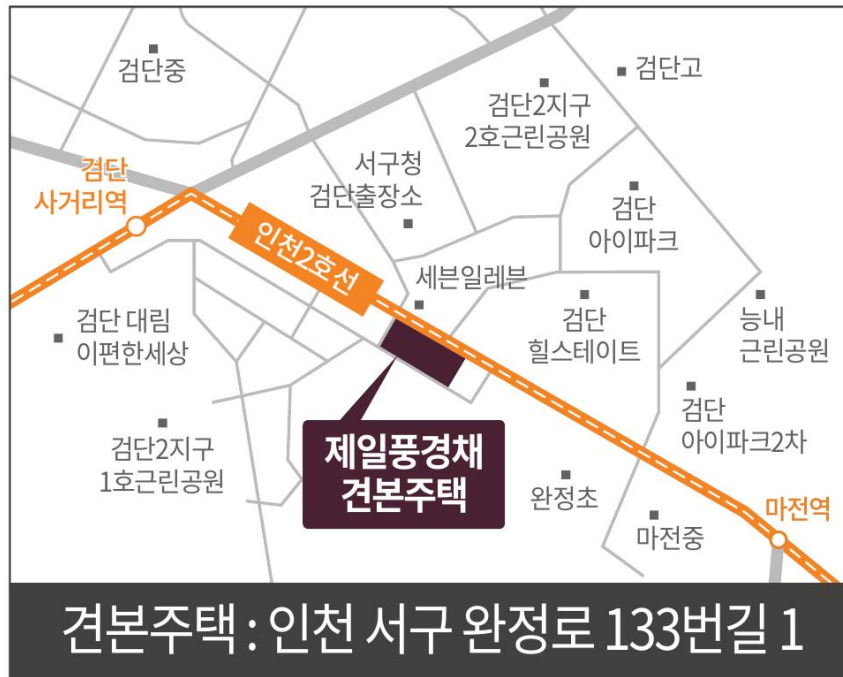 검단중
검단고
검단2지구
2호근린공원
검단
사거리역
서구청
검단출장소
검단
아이파크
인천2호선
세븐일레븐
검단 대림
이편한세상
검단
힐스테이트
능내
근린공원
검단
아이파크2차
검단2지구
1호근린공원
제일풍경채
견본주택
완정초
마전중
마전역
견본주택 : 인천 서구 완정로 133번길 1